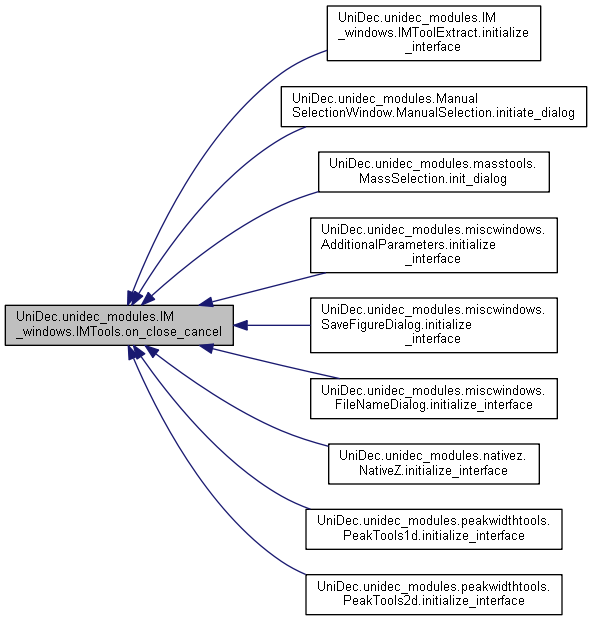 UniDec.unidec_modules.IM
_windows.IMToolExtract.initialize
_interface
UniDec.unidec_modules.Manual
SelectionWindow.ManualSelection.initiate_dialog
UniDec.unidec_modules.masstools.
MassSelection.init_dialog
UniDec.unidec_modules.miscwindows.
AdditionalParameters.initialize
_interface
UniDec.unidec_modules.IM
_windows.IMTools.on_close_cancel
UniDec.unidec_modules.miscwindows.
SaveFigureDialog.initialize
_interface
UniDec.unidec_modules.miscwindows.
FileNameDialog.initialize_interface
UniDec.unidec_modules.nativez.
NativeZ.initialize_interface
UniDec.unidec_modules.peakwidthtools.
PeakTools1d.initialize_interface
UniDec.unidec_modules.peakwidthtools.
PeakTools2d.initialize_interface